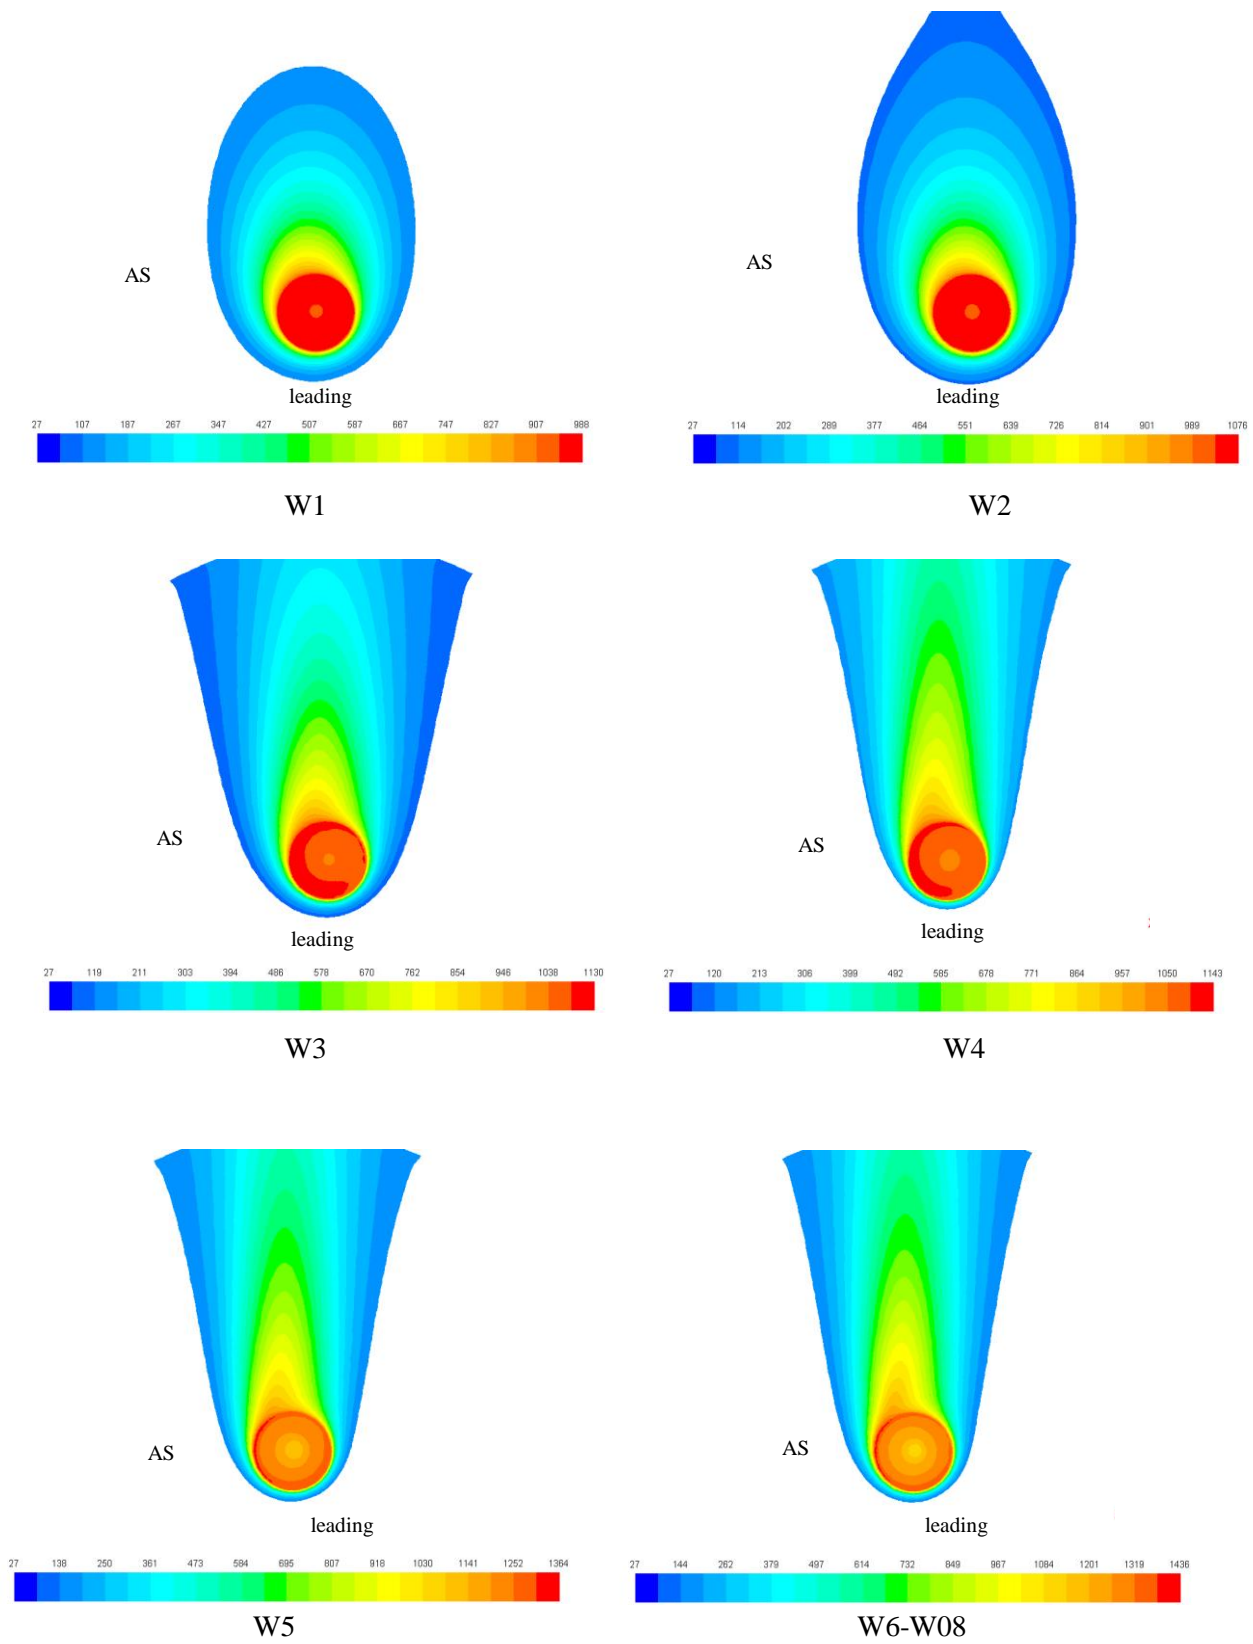 AS
leading
27 107 187 267 347 427 507 587 667 747 827 907 988
W1
AS
leading
27 114 202 289 377 464 551 639 726 814 901 989 1076
W2
AS
leading
27 119 211 303 394 486 578 670 762 854 946 1038 1130
W3
AS
leading
27 120 213 306 399 492 585 678 771 864 957 1050 1143
W4
AS
leading
27 138 250 361 473 584 695 807 918 1030 1141 1252 1364
W5
AS
leading
27 144 262 379 497 614 732 849 967 1084 1201 1319 1436
W6-W08